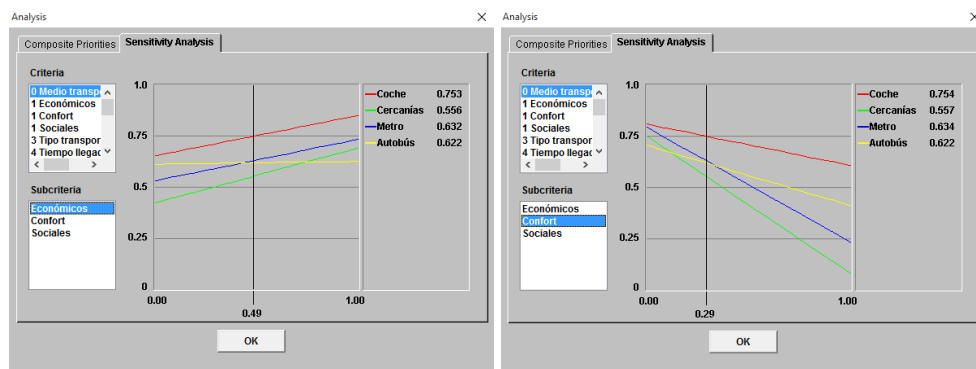 Analysis
Composite Priorities
Sensitivity Analysis
Criteria
0 Medio transp
1 Económicos
1 Confort
1 Sociales
3 Tipo transpor
4 Tiempo llegac
Subcriteria
Económicos
Confort
Sociales
1.0
0.75
0.5
0.25
0
0.00
1.00
0.49
Coche 0.753
Cercanías 0.556
Metro 0.632
Autobús 0.622
OK
Analysis
Composite Priorities
Sensitivity Analysis
Criteria
0 Medio transp
1 Económicos
1 Confort
1 Sociales
3 Tipo transpor
4 Tiempo llegac
Subcriteria
Económicos
Confort
Sociales
1.0
0.75
0.5
0.25
0
0.00
1.00
0.29
Coche 0.754
Cercanías 0.557
Metro 0.634
Autobús 0.622
OK